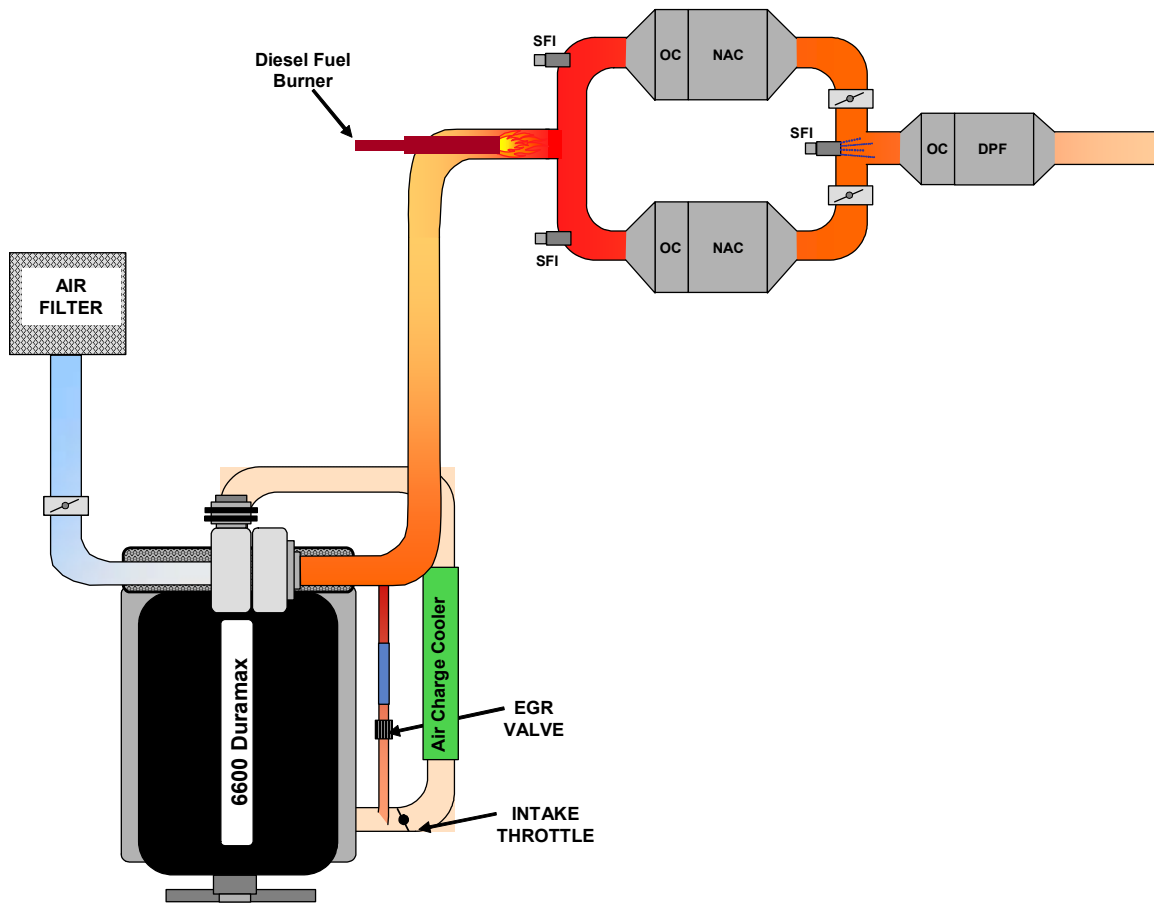 Diesel Fuel
Burner
SFI
OC
NAC
SFI
OC
DPF
SFI
OC
NAC
AIR
FILTER
6600 Duramax
Air Charge Cooler
EGR
VALVE
INTAKE
THROTTLE